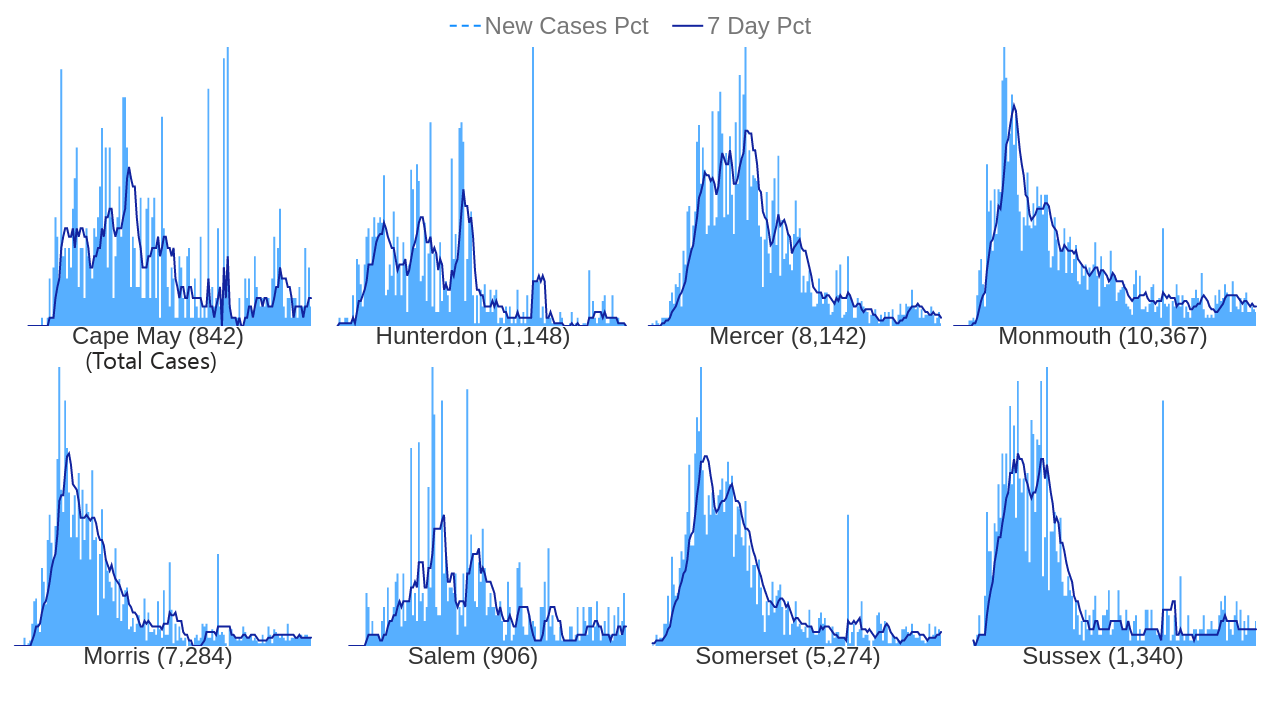 New Cases Pct 7 Day Pct
Cape May (842)
(Total Cases)
Hunterdon (1,148)
Mercer (8,142)
Monmouth (10,367)
Morris (7,284)
Salem (906)
Somerset (5,274)
Sussex (1,340)